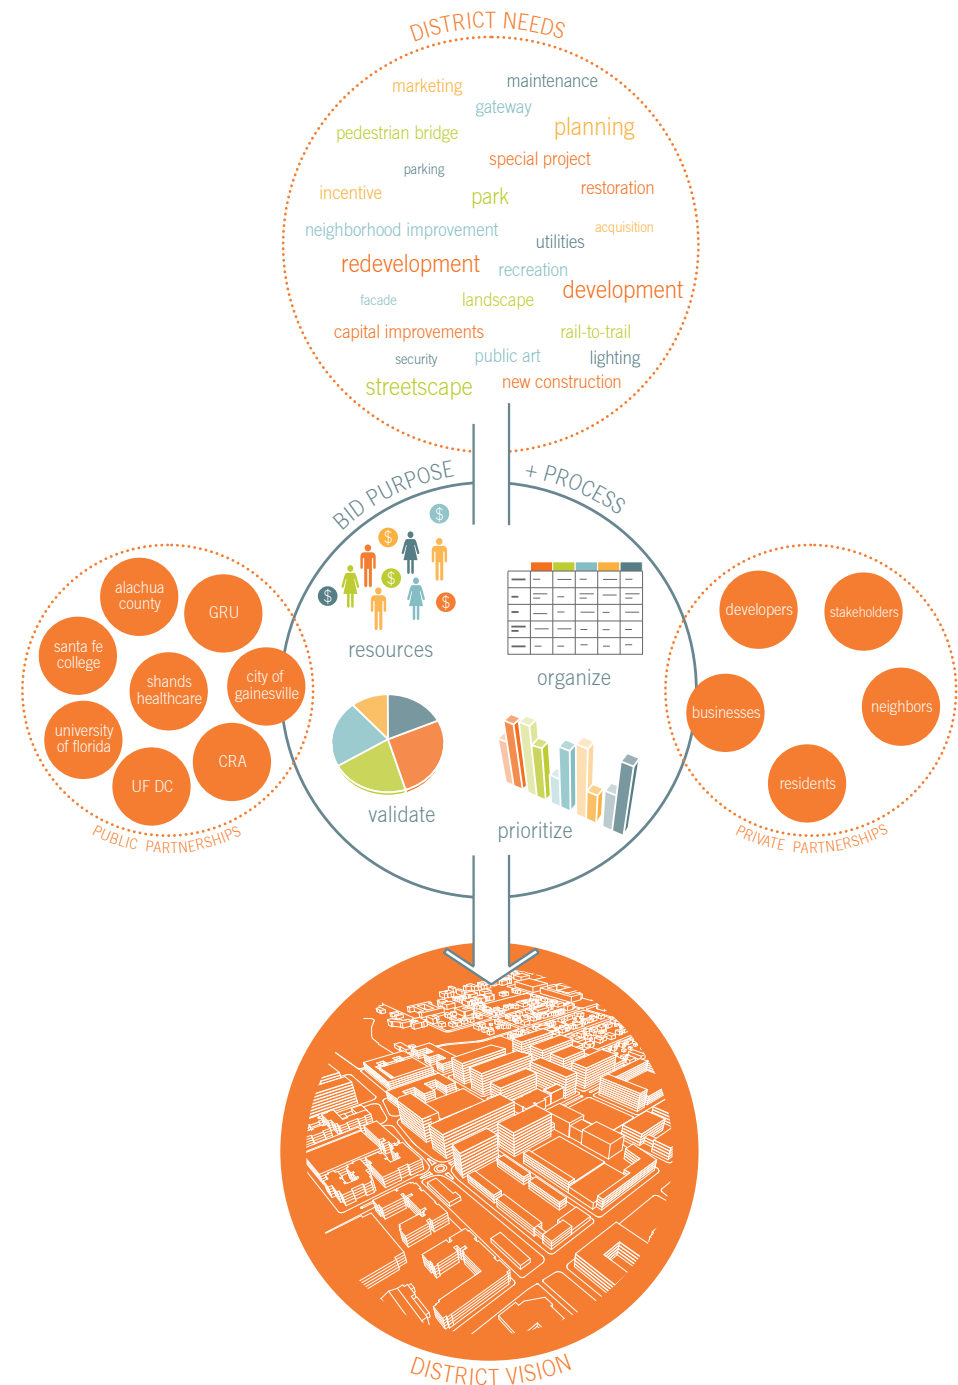 DISTRICT NEEDS
marketing
maintenance
gateway
pedestrian bridge
planning
special project
parking
incentive
park
restoration
neighborhood improvement
acquisition
utilities
redevelopment
recreation
development
facade
landscape
capital improvements
rail-to-trail
security
public art
lighting
streetscape
new construction
BID PURPOSE
+ PROCESS
$
$
$
$
$
resources
organize
validate
prioritize
alachua
county
GRU
santa fe
college
shands
healthcare
city of
gainesville
university
of florida
UF DC
CRA
PUBLIC PARTNERSHIPS
developers
stakeholders
businesses
neighbors
residents
PRIVATE PARTNERSHIPS
DISTRICT VISION